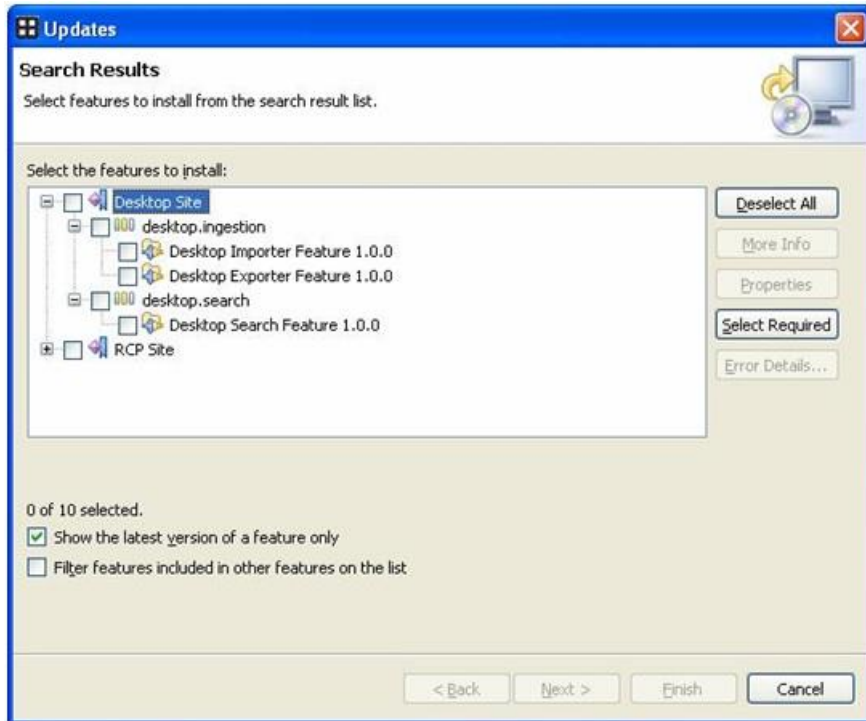 Updates
Search Results
Select features to install from the search result list.
Select the features to install:
Desktop Site
desktop.ingestion
Desktop Importer Feature 1.0.0
Desktop Exporter Feature 1.0.0
desktop.search
Desktop Search Feature 1.0.0
RCP Site
Deselect All
More Info
Properties
Select Required
Error Details...
0 of 10 selected.
Show the latest version of a feature only
Filter features included in other features on the list
< Back
Next >
Finish
Cancel